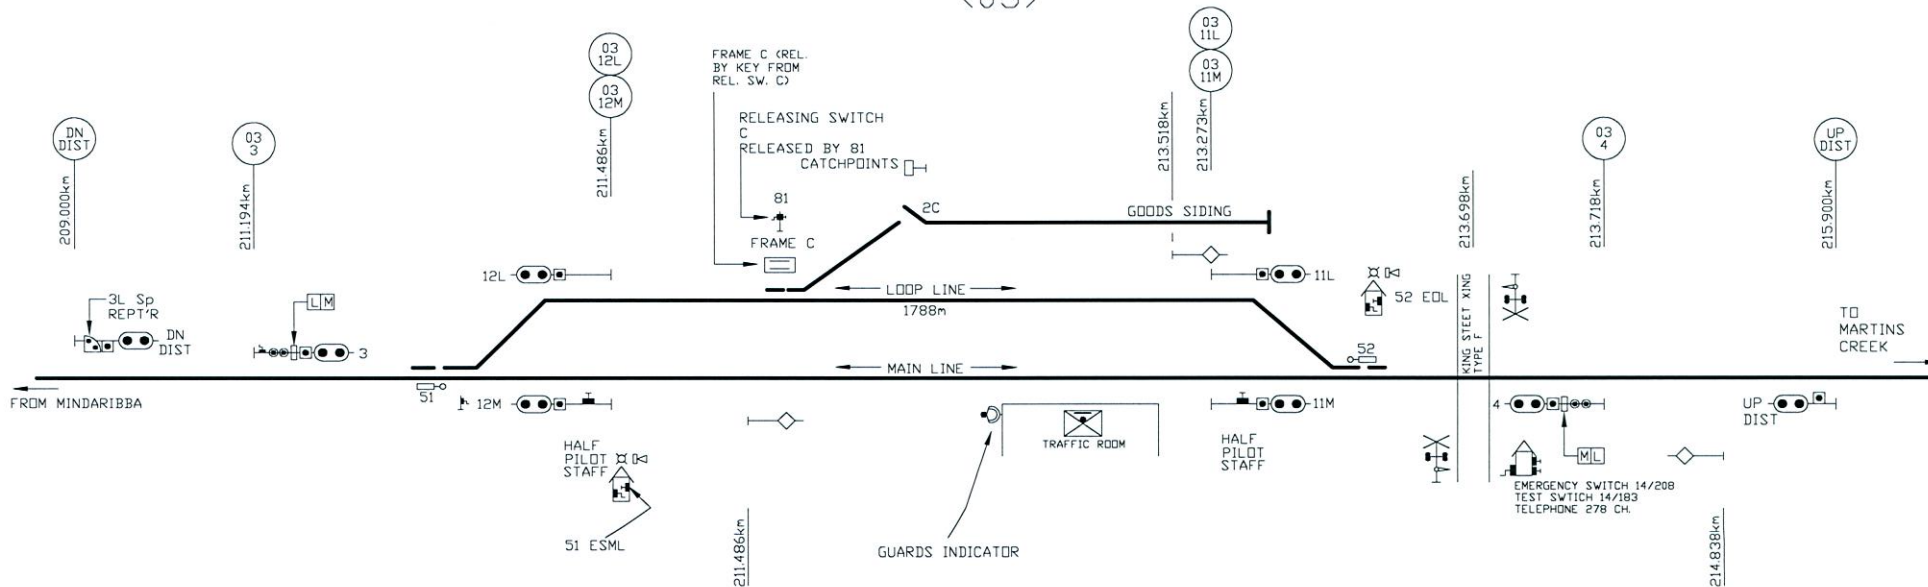 03
12L
03
12M
211.486km
FRAME C (REL.
BY KEY FROM
REL. SW. C)
RELEASING SWITCH
C
RELEASED BY 81
CATCHPOINTS
03
11L
03
11M
213.518km
213.273km
DN
DIST
209.000km
03
3
211.194km
03
4
213.718km
UP
DIST
215.900km
213.698km
81
FRAME C
2C
GOODS SIDING
12L
11L
LOOP LINE
1788m
52 EOL
3L Sp
REPT'R
DN
DIST
L M
3
KING STEET XING
TYPE F
TO
MARTINS
CREEK
52
MAIN LINE
FROM MINDARIBBA
51
12M
11M
4
UP
DIST
HALF
PILOT
STAFF
TRAFFIC ROOM
HALF
PILOT
STAFF
M L
EMERGENCY SWITCH 14/208
TEST SWTICH 14/183
TELEPHONE 278 CH.
51 ESML
211.486km
GUARDS INDICATOR
214.838km